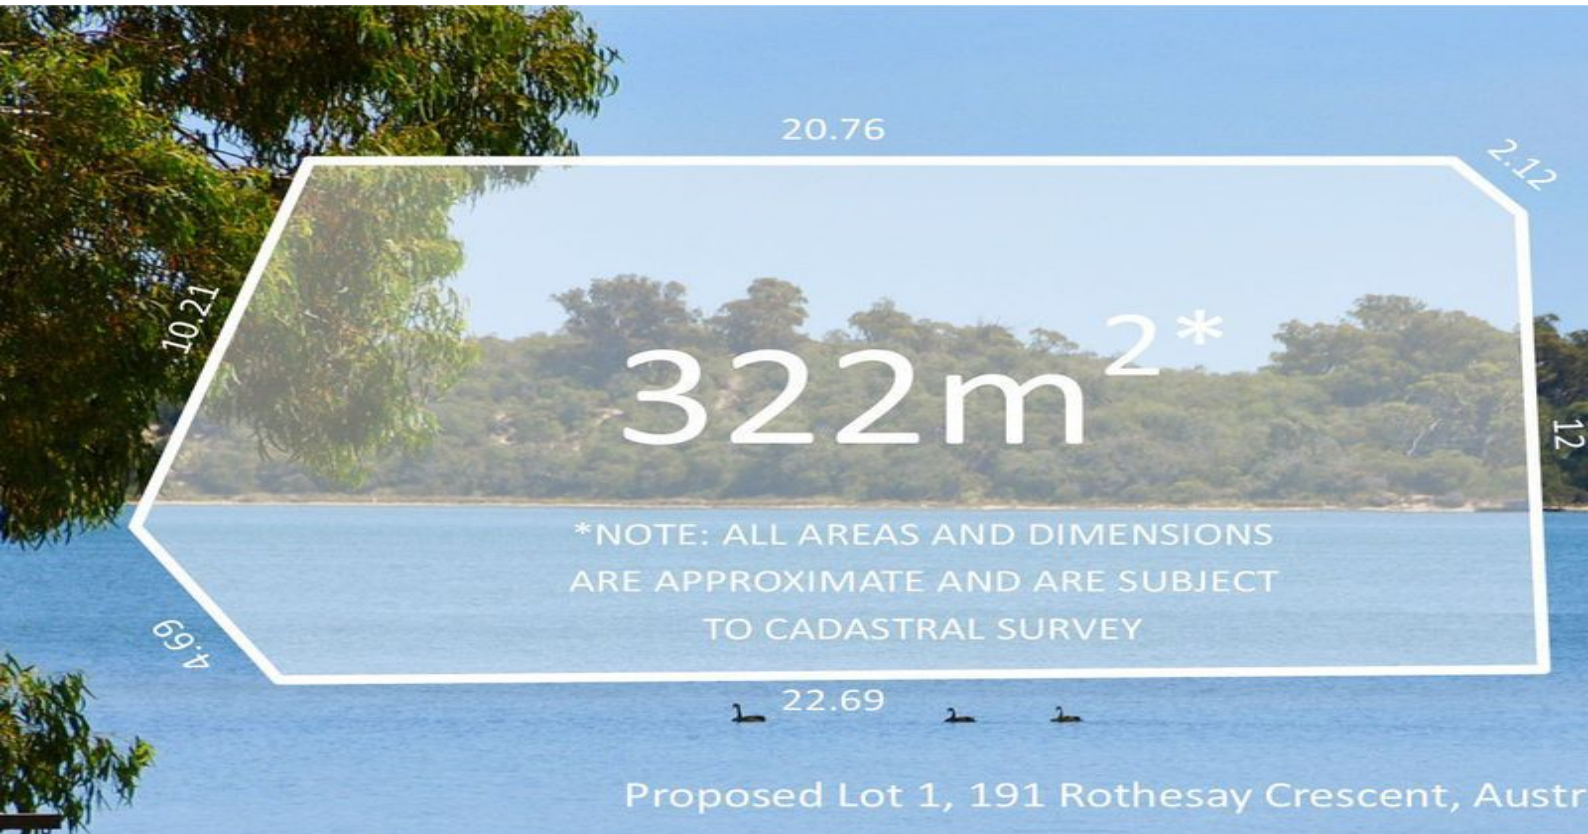 20.76
2.12
10.21
322m²*
12
*NOTE: ALL AREAS AND DIMENSIONS
ARE APPROXIMATE AND ARE SUBJECT
TO CADASTRAL SURVEY
4.69
22.69
Proposed Lot 1, 191 Rothesay Crescent, Austr